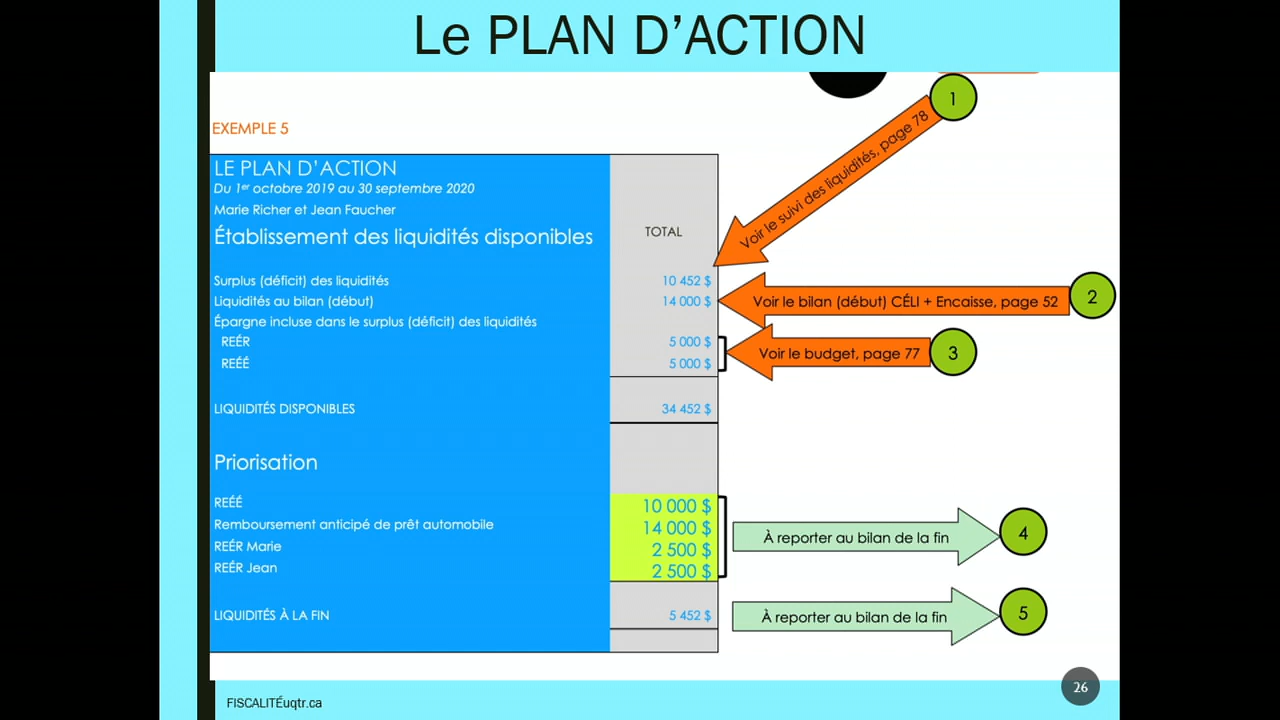 Le PLAN D'ACTION
EXEMPLE 5
LE PLAN D'ACTION
Du 1er octobre 2019 au 30 septembre 2020
Marie Richer et Jean Faucher
Établissement des liquidités disponibles
TOTAL
Surplus (déficit) des liquidités 10 452 $
Liquidités au bilan (début) 14 000 $
Épargne incluse dans le surplus (déficit) des liquidités
REÉR 5 000 $
REÉÉ 5 000 $
LIQUIDITÉS DISPONIBLES 34 452 $
Priorisation
REÉÉ 10 000 $
Remboursement anticipé de prêt automobile 14 000 $
REÉR Marie 2 500 $
REÉR Jean 2 500 $
LIQUIDITÉS À LA FIN 5 452 $
Voir le suivi des liquidités, page 78
1
Voir le bilan (début) CÉLI + Encaisse, page 52
2
Voir le budget, page 77
3
À reporter au bilan de la fin
4
À reporter au bilan de la fin
5
FISCALITÉuqtr.ca
26